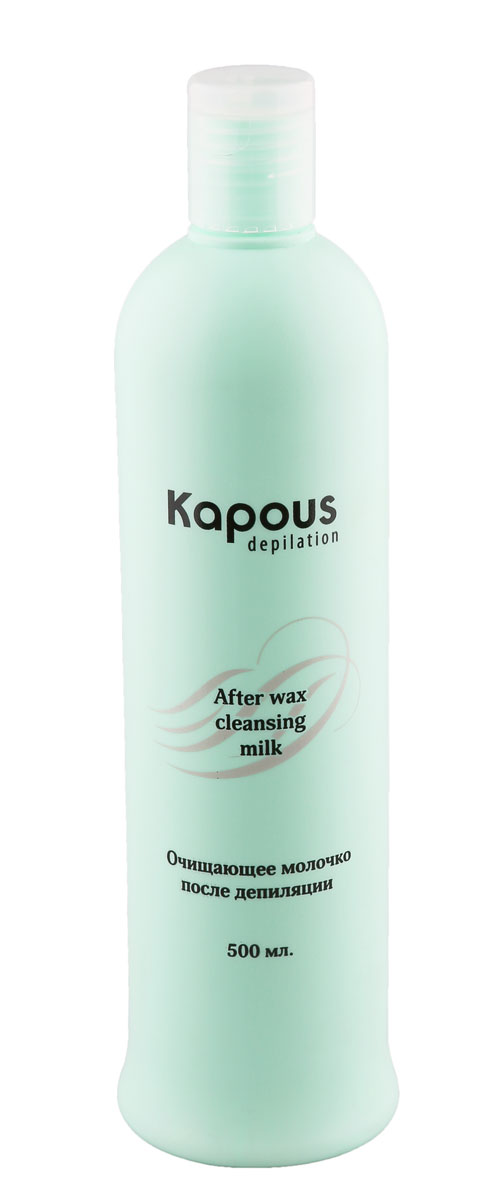 Kapous
depilation
After wax
cleansing
milk
Очищающее молочко
после депиляции
500 мл.